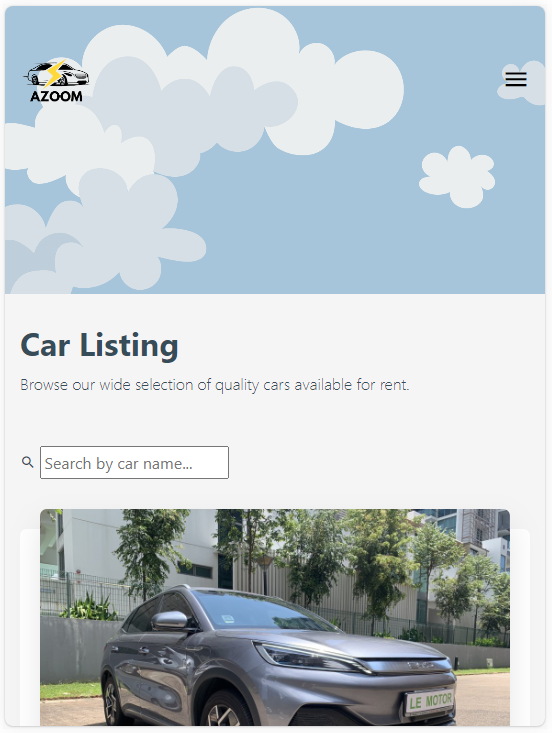 AZOOM
Car Listing
Browse our wide selection of quality cars available for rent.
Search by car name...
LE MOTOR